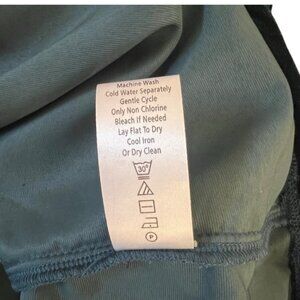 Machine Wash
Cold Water Separately
Gentle Cycle
Only Non Chlorine
Bleach If Needed
Lay Flat To Dry
Cool Iron
Or Dry Clean
30°
P